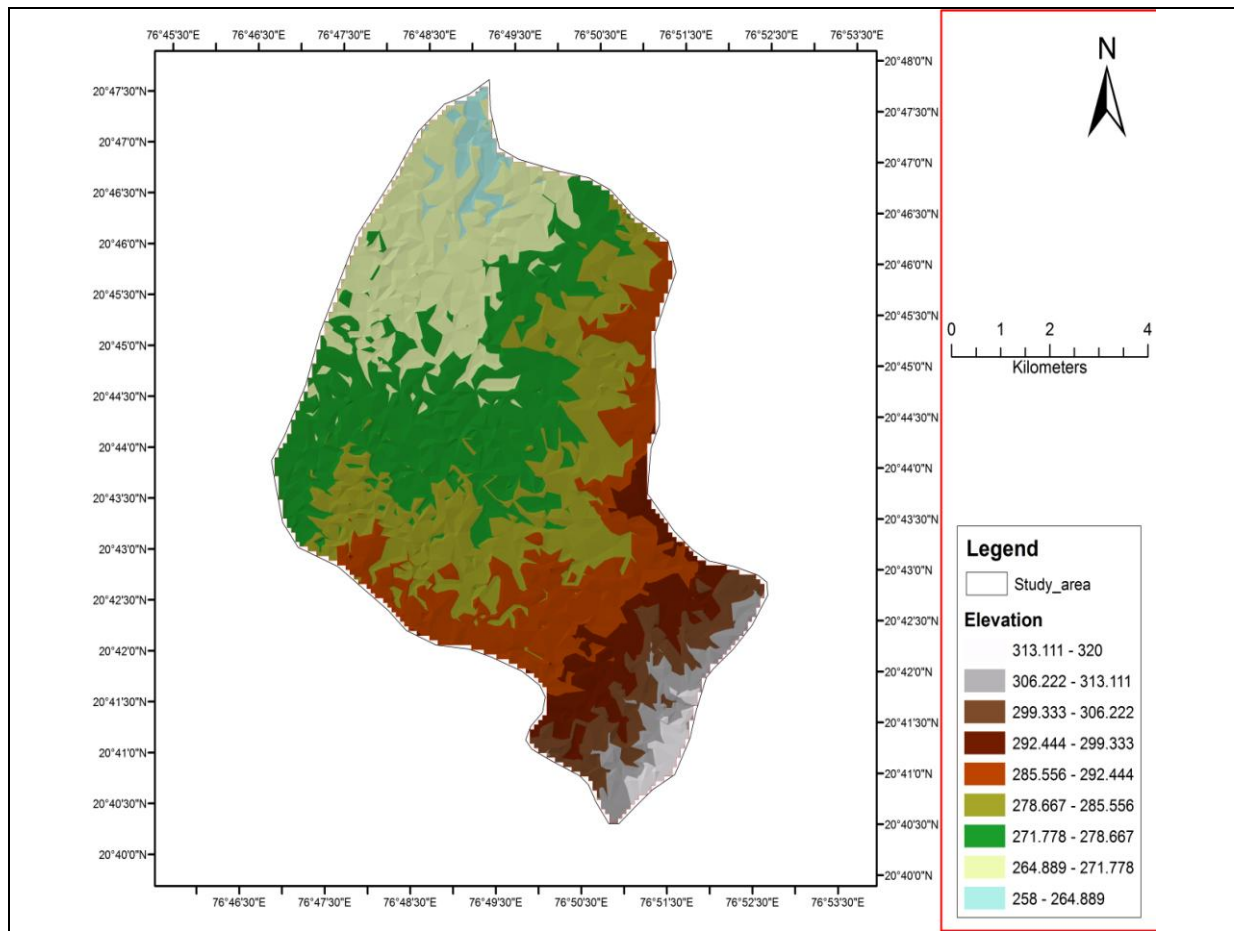 76°45'30"E 76°46'30"E 76°47'30"E 76°48'30"E 76°49'30"E 76°50'30"E 76°51'30"E 76°52'30"E 76°53'30"E
20°47'30"N
20°47'0"N
20°46'30"N
20°46'0"N
20°45'30"N
20°45'0"N
20°44'30"N
20°44'0"N
20°43'30"N
20°43'0"N
20°42'30"N
20°42'0"N
20°41'30"N
20°41'0"N
20°40'30"N
20°40'0"N
20°48'0"N
20°47'30"N
20°47'0"N
20°46'30"N
20°46'0"N
20°45'30"N
20°45'0"N
20°44'30"N
20°44'0"N
20°43'30"N
20°43'0"N
20°42'30"N
20°42'0"N
20°41'30"N
20°41'0"N
20°40'30"N
20°40'0"N
76°46'30"E 76°47'30"E 76°48'30"E 76°49'30"E 76°50'30"E 76°51'30"E 76°52'30"E 76°53'30"E
N
0 1 2 4
Kilometers
Legend
Study_area
Elevation
313.111 - 320
306.222 - 313.111
299.333 - 306.222
292.444 - 299.333
285.556 - 292.444
278.667 - 285.556
271.778 - 278.667
264.889 - 271.778
258 - 264.889